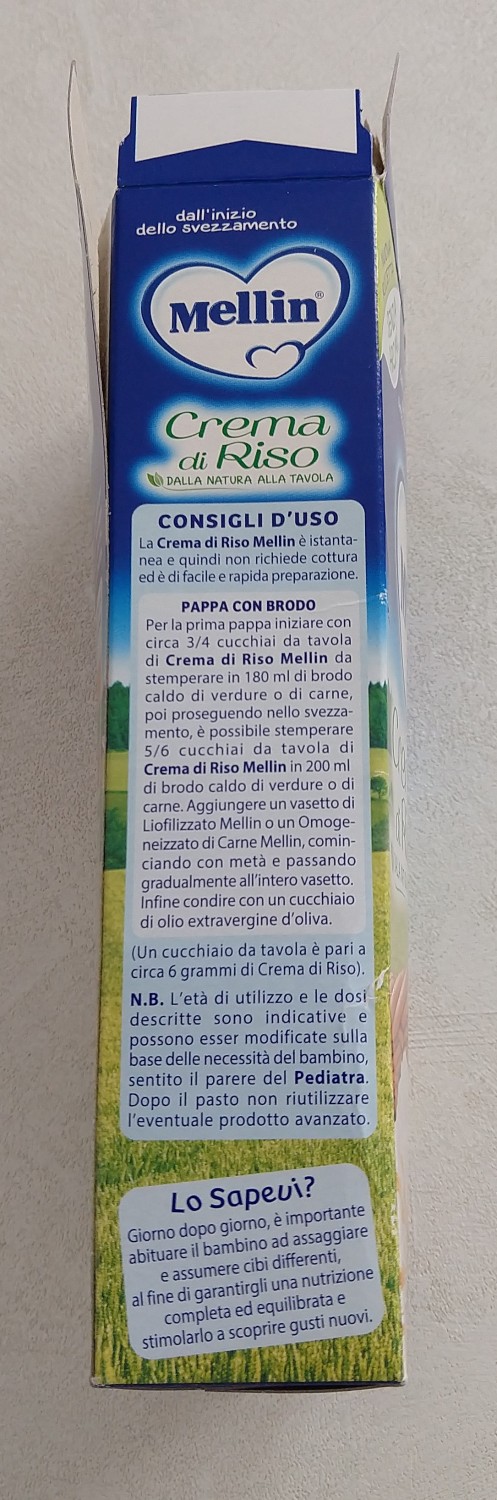 dall'inizio
dello svezzamento
Mellin®
Crema
di Riso
DALLA NATURA ALLA TAVOLA
CONSIGLI D'USO
La Crema di Riso Mellin è istanta-
nea e quindi non richiede cottura
ed è di facile e rapida preparazione.
PAPPA CON BRODO
Per la prima pappa iniziare con
circa 3/4 cucchiai da tavola
di Crema di Riso Mellin da
stemperare in 180 ml di brodo
caldo di verdure o di carne,
poi proseguendo nello svezza-
mento, è possibile stemperare
5/6 cucchiai da tavola di
Crema di Riso Mellin in 200 ml
di brodo caldo di verdure o di
carne. Aggiungere un vasetto di
Liofilizzato Mellin o un Omoge-
neizzato di Carne Mellin, comin-
ciando con metà e passando
gradualmente all'intero vasetto.
Infine condire con un cucchiaio
di olio extravergine d'oliva.
(Un cucchiaio da tavola è pari a
circa 6 grammi di Crema di Riso).
N.B. L'età di utilizzo e le dosi
descritte sono indicative e
possono esser modificate sulla
base delle necessità del bambino,
sentito il parere del Pediatra.
Dopo il pasto non riutilizzare
l'eventuale prodotto avanzato.
Lo Sapevi?
Giorno dopo giorno, è importante
abituare il bambino ad assaggiare
e assumere cibi differenti,
al fine di garantirgli una nutrizione
completa ed equilibrata e
stimolarlo a scoprire gusti nuovi.